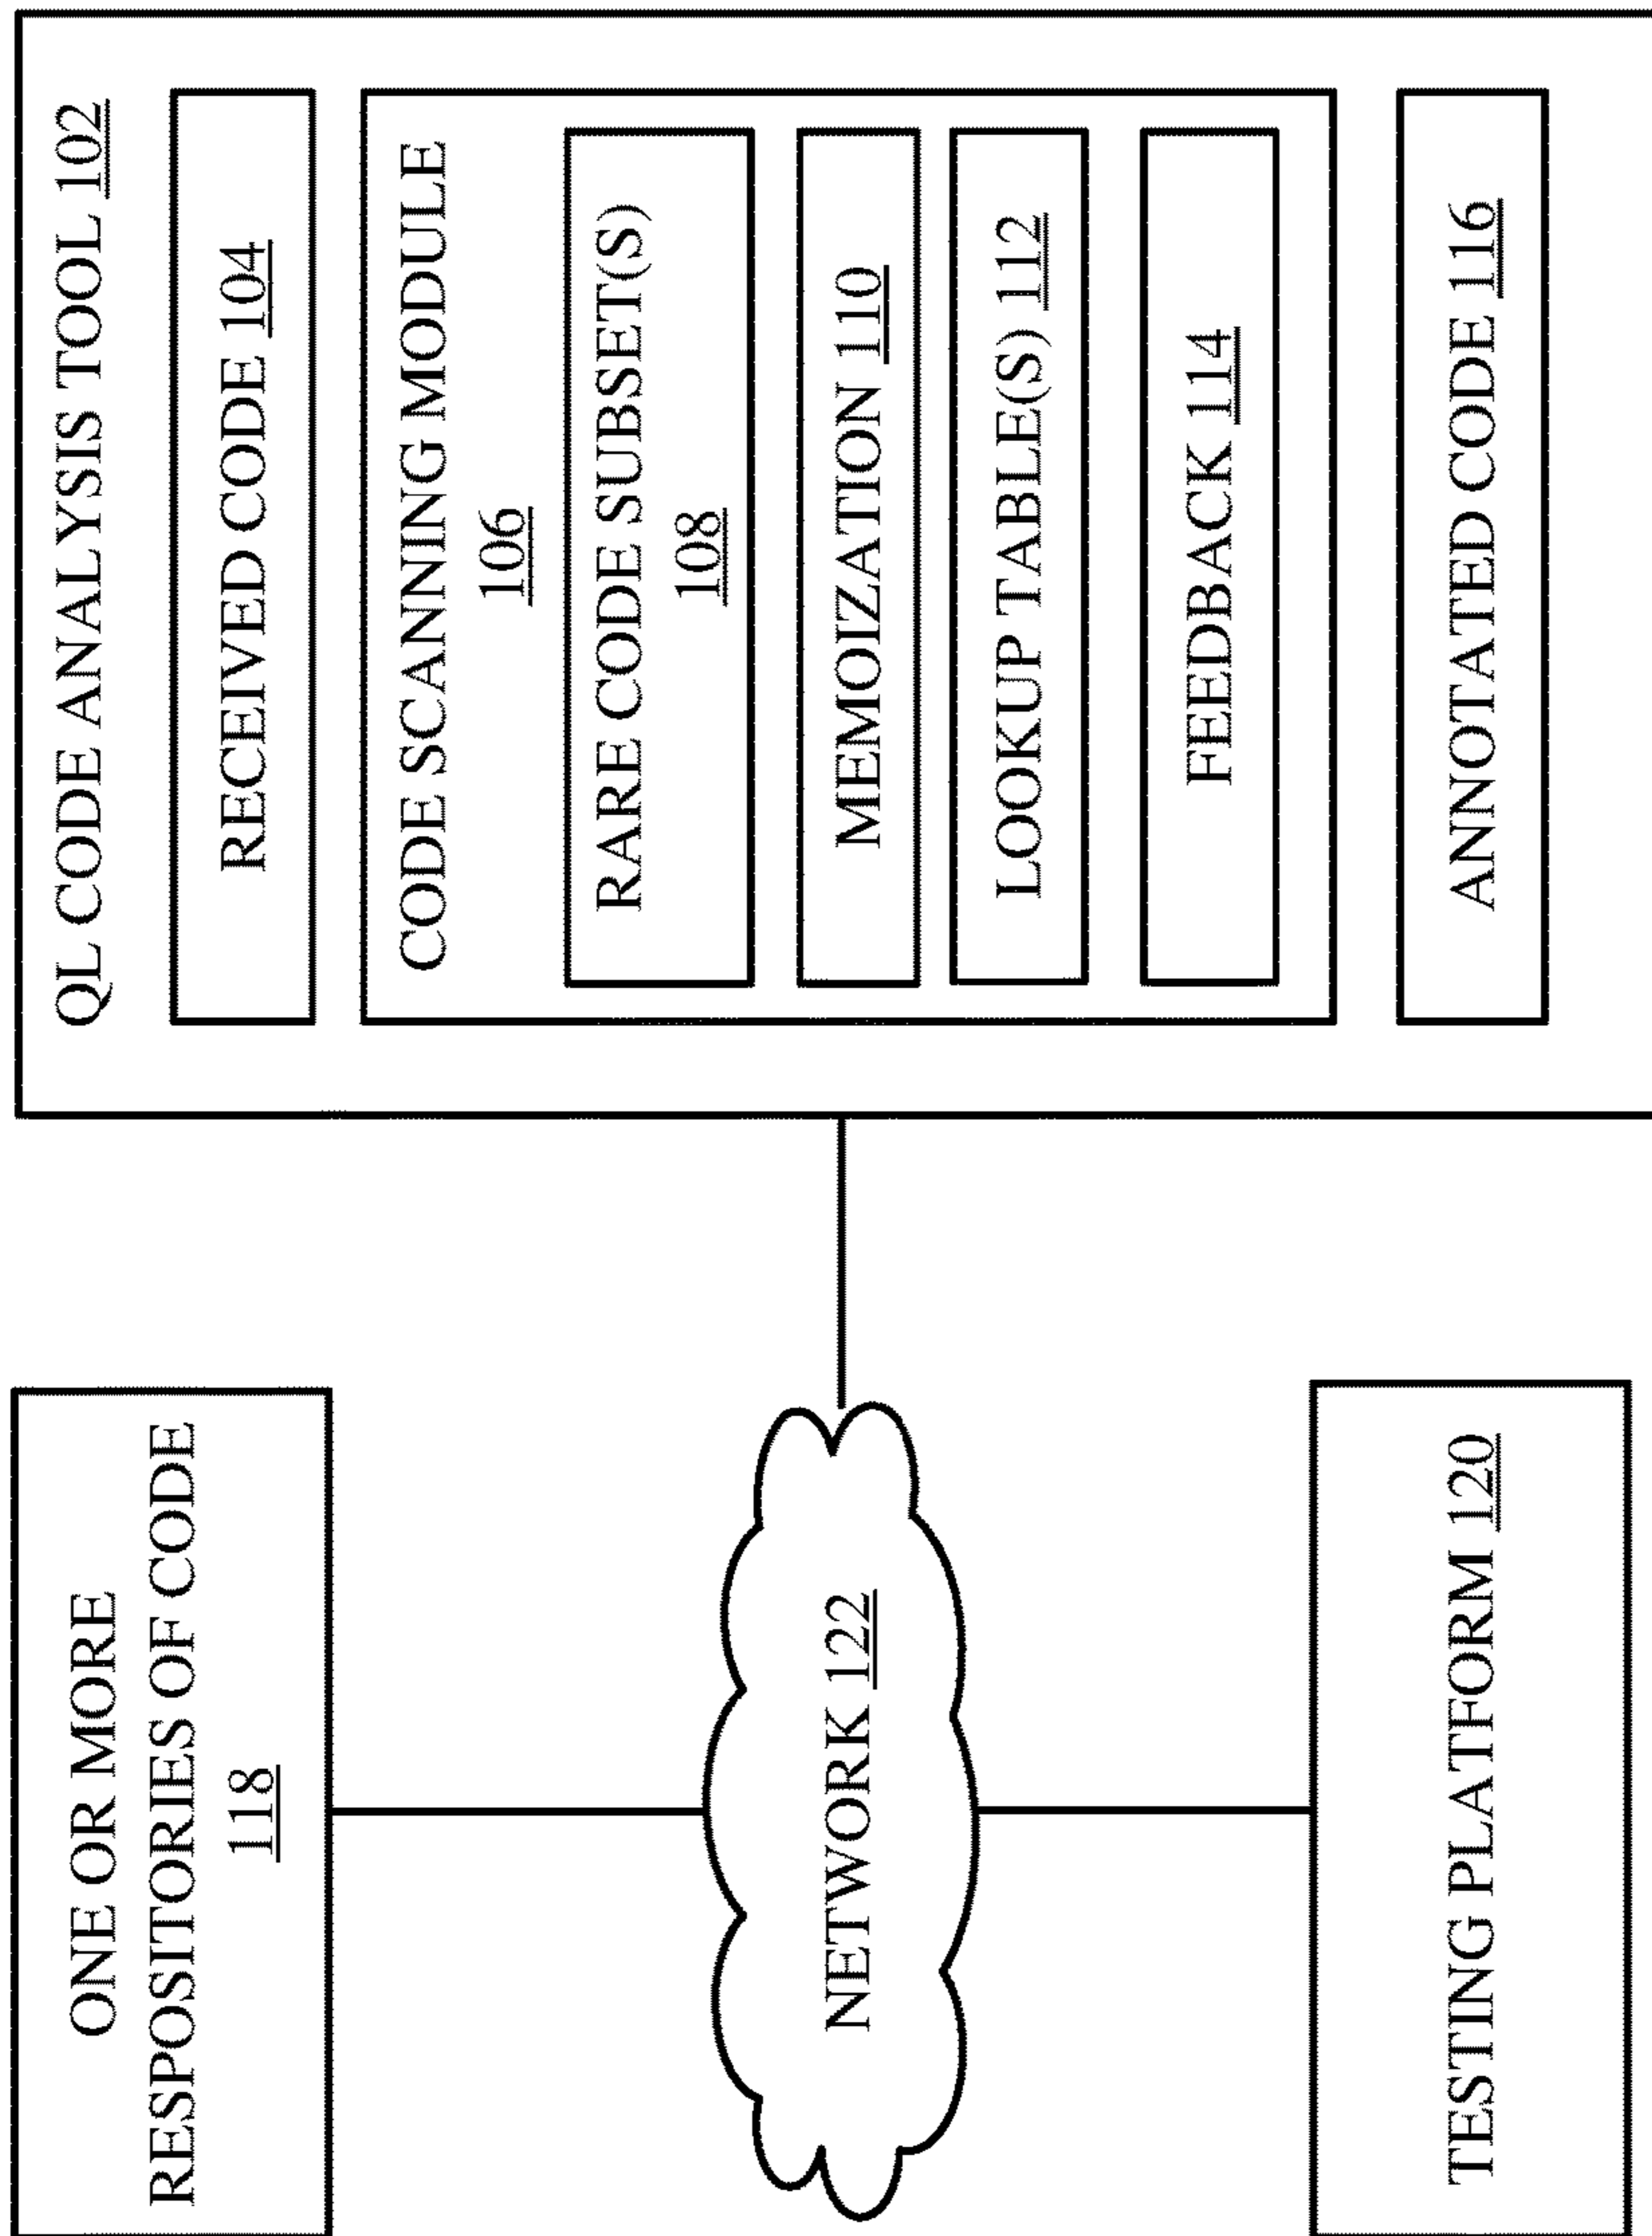 ONE OR MORE
RESPOSITORIES OF CODE
118
NETWORK 122
TESTING PLATFORM 120
QL CODE ANALYSIS TOOL 102
RECEIVED CODE 104
CODE SCANNING MODULE
106
RARE CODE SUBSET(S)
108
MEMOIZATION 110
LOOKUP TABLE(S) 112
FEEDBACK 114
ANNOTATED CODE 116